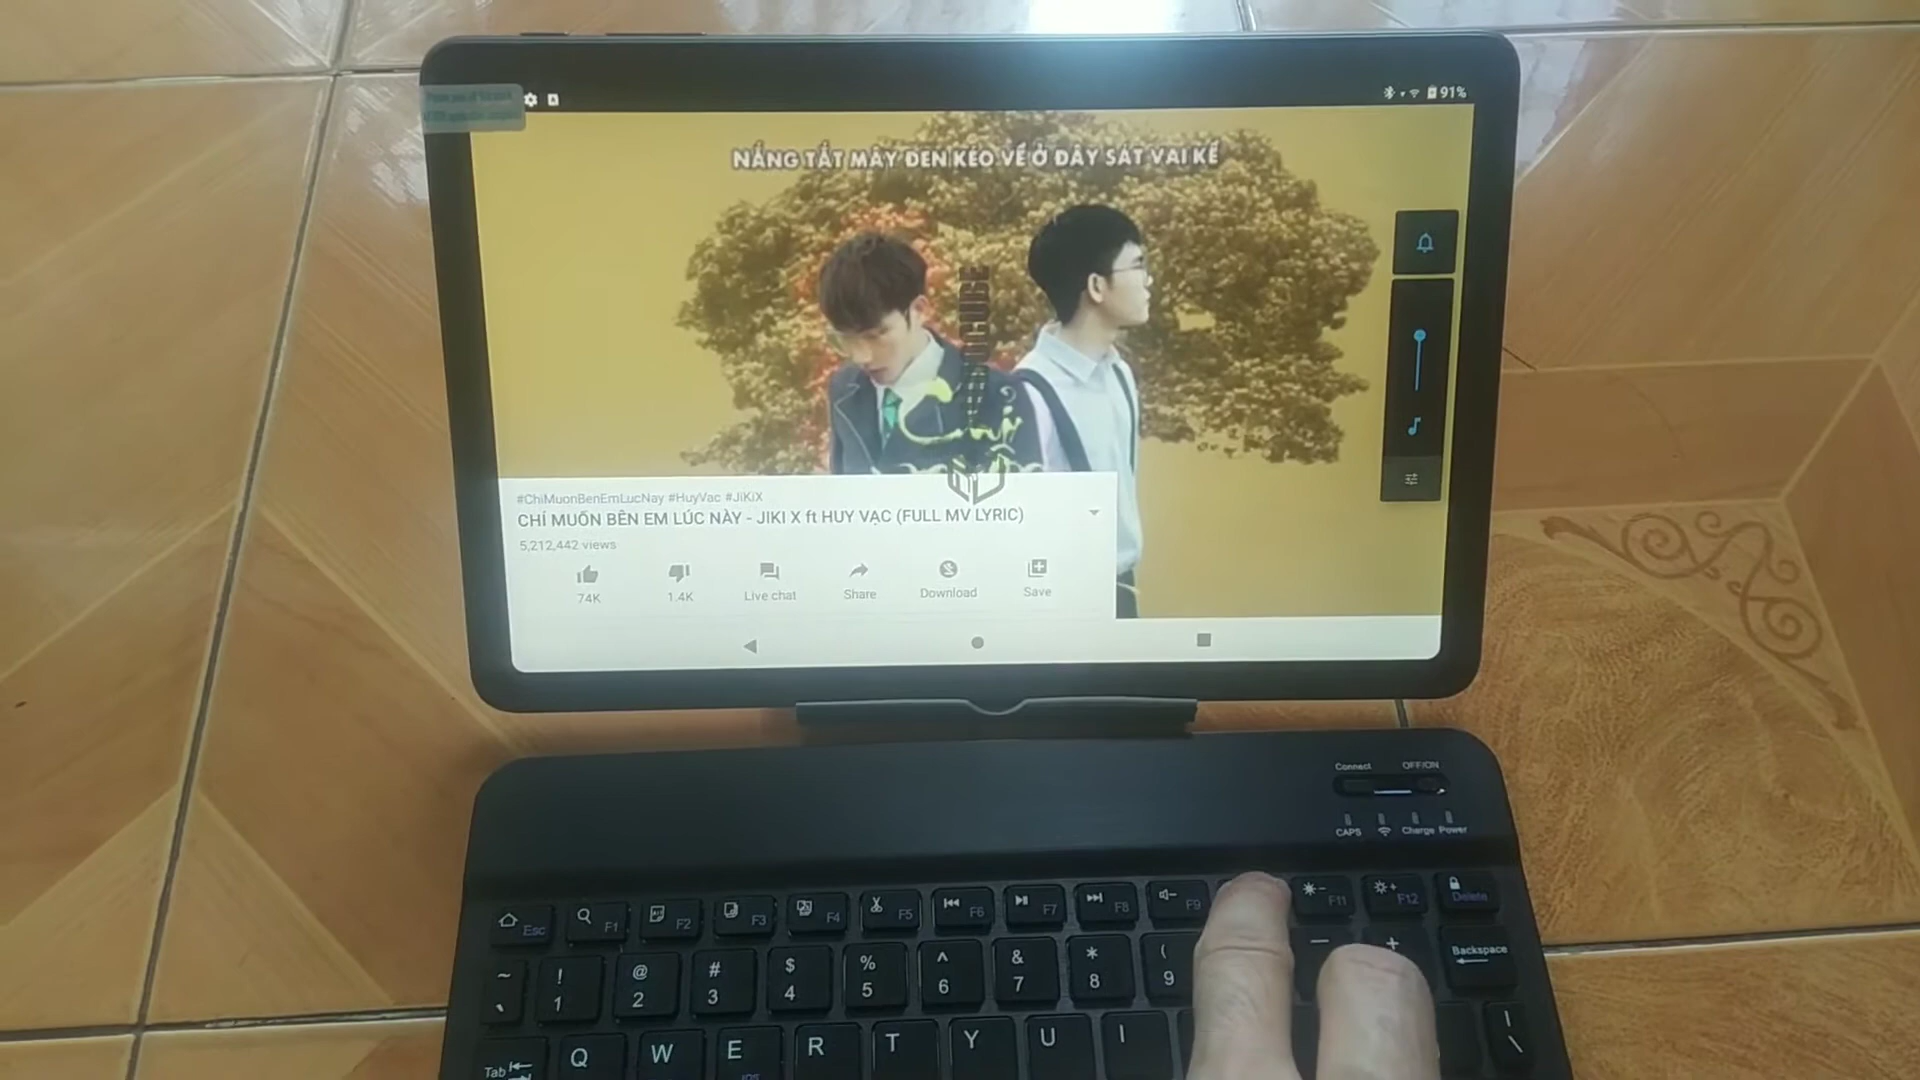 91%
NẮNG TẮT MÂY ĐEN KÉO VỀ Ở ĐÂY SÁT VAI KỀ
#ChiMuonBenEmLucNay #HuyVac #JiKiX
CHỈ MUỐN BÊN EM LÚC NÀY - JIKI X ft HUY VẠC (FULL MV LYRIC)
5,212,442 views
74K
1.4K
Live chat
Share
Download
Save
Connect
OFF/ON
CAPS
Charge
Power
Esc
F1
F2
F3
F4
F5
F6
F7
F8
F9
F11
F12
Delete
~
` 
! 1
@ 2
# 3
$ 4
% 5
^ 6
& 7
* 8
( 9
−
+
Backspace
Tab
Q
W
E
R
T
Y
U
I
| \